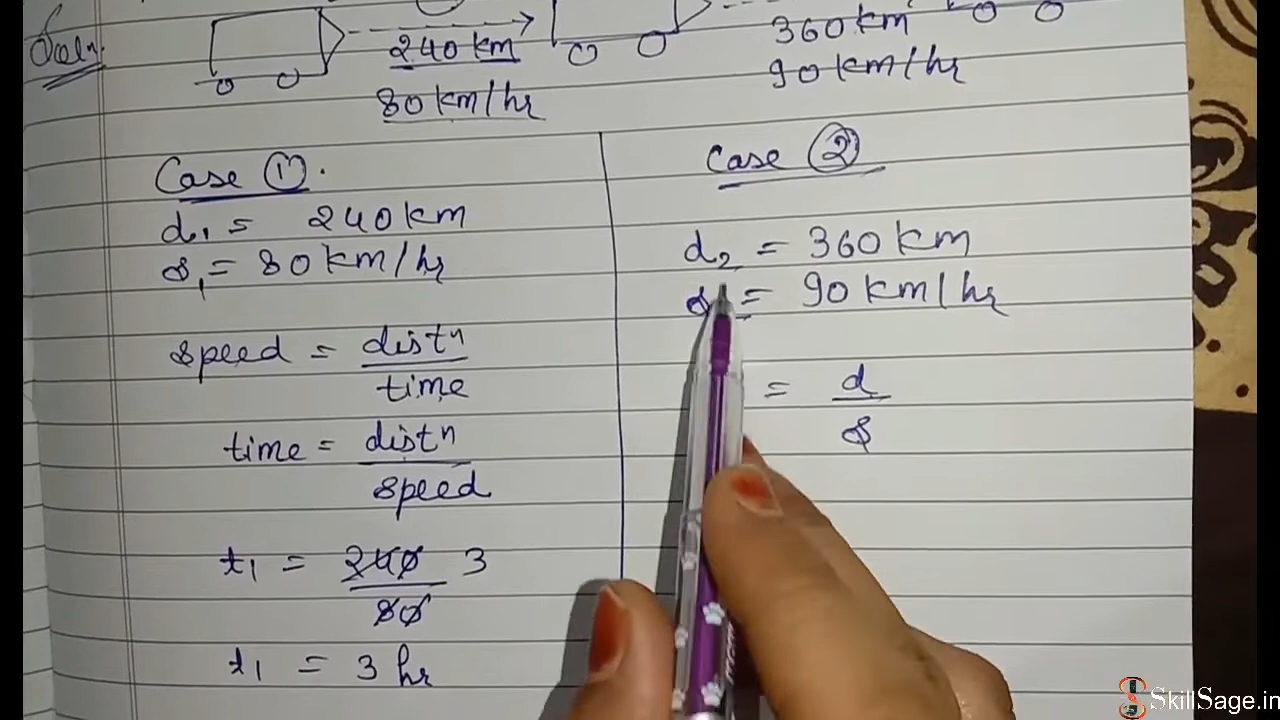 Soln.
240 km
80 km/hr
360 km
90 km/hr
Case ①.
d₁ = 240 km
s₁ = 80 km/hr
speed = distⁿ
time
time = distⁿ
speed
t₁ = 240 3
80
t₁ = 3 hr
Case ②
d₂ = 360 km
s = 90 km/hr
= d
s
SkillSage.in